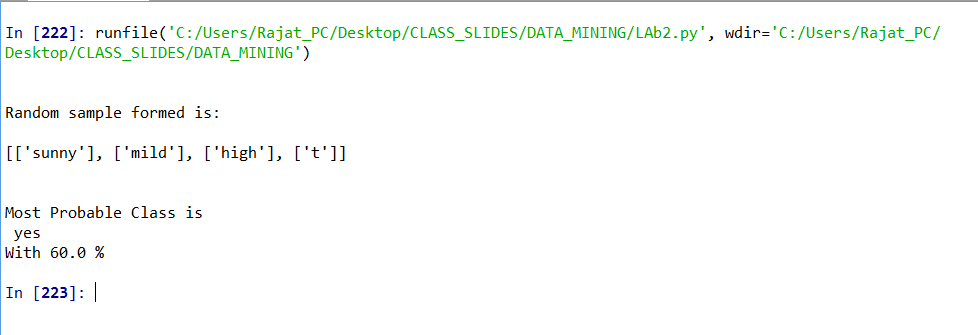 In [222]: runfile('C:/Users/Rajat_PC/Desktop/CLASS_SLIDES/DATA_MINING/LAb2.py', wdir='C:/Users/Rajat_PC/
Desktop/CLASS_SLIDES/DATA_MINING')
Random sample formed is:
[['sunny'], ['mild'], ['high'], ['t']]
Most Probable Class is
yes
With 60.0 %
In [223]: